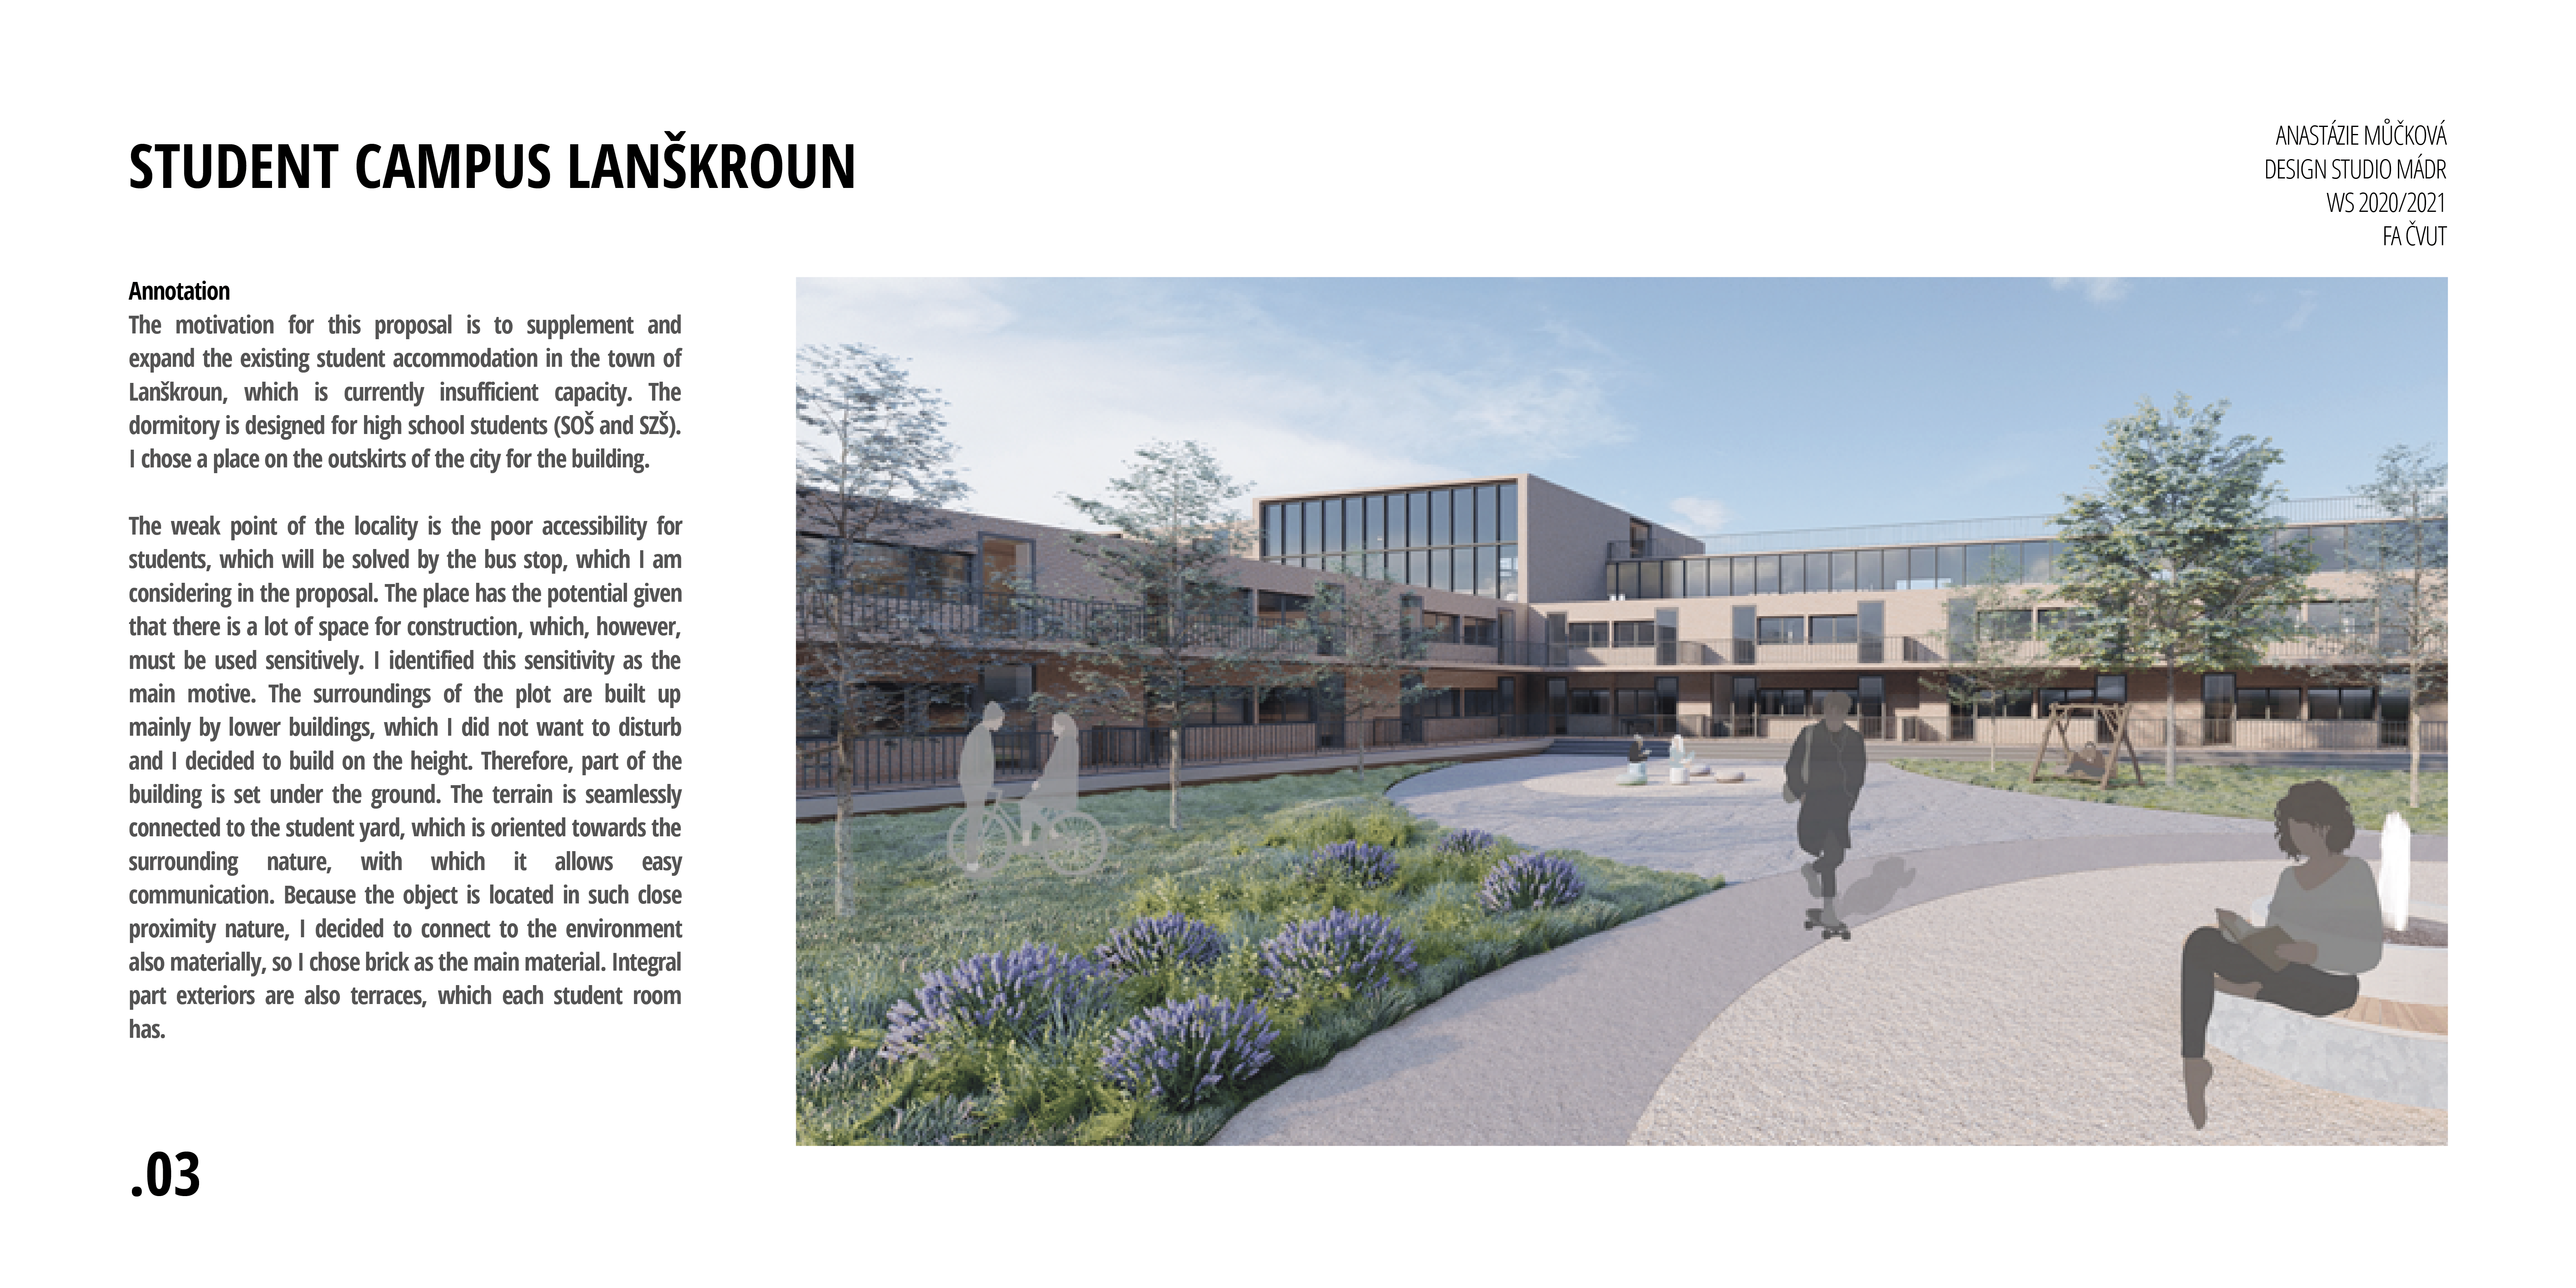 STUDENT CAMPUS LANŠKROUN
ANASTÁZIE MŮČKOVÁ
DESIGN STUDIO MÁDR
WS 2020/2021
FA ČVUT
Annotation
The motivation for this proposal is to supplement and
expand the existing student accommodation in the town of
Lanškroun, which is currently insufficient capacity. The
dormitory is designed for high school students (SOŠ and SZŠ).
I chose a place on the outskirts of the city for the building.
The weak point of the locality is the poor accessibility for
students, which will be solved by the bus stop, which I am
considering in the proposal. The place has the potential given
that there is a lot of space for construction, which, however,
must be used sensitively. I identified this sensitivity as the
main motive. The surroundings of the plot are built up
mainly by lower buildings, which I did not want to disturb
and I decided to build on the height. Therefore, part of the
building is set under the ground. The terrain is seamlessly
connected to the student yard, which is oriented towards the
surrounding nature, with which it allows easy
communication. Because the object is located in such close
proximity nature, I decided to connect to the environment
also materially, so I chose brick as the main material. Integral
part exteriors are also terraces, which each student room
has.
.03